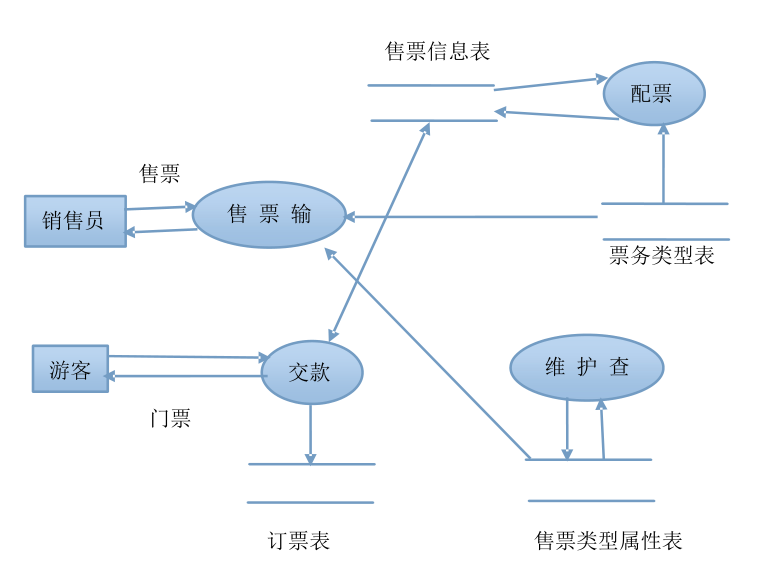 售票信息表
配票
售票
销售员
售 票 输
票务类型表
游客
交款
维 护 查
门票
订票表
售票类型属性表